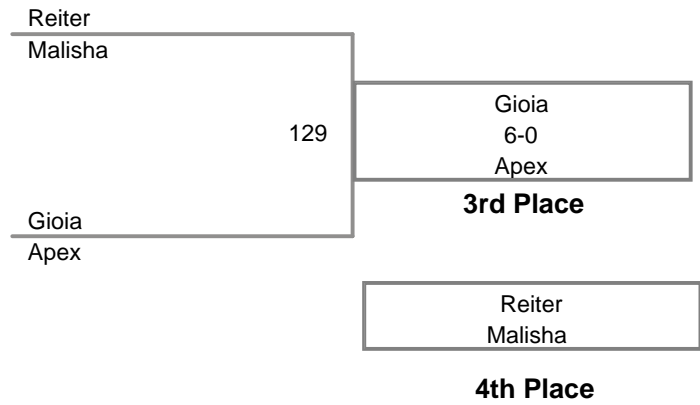 Reiter
Malisha
129
Gioia
6-0
Apex
3rd Place
Gioia
Apex
Reiter
Malisha
4th Place